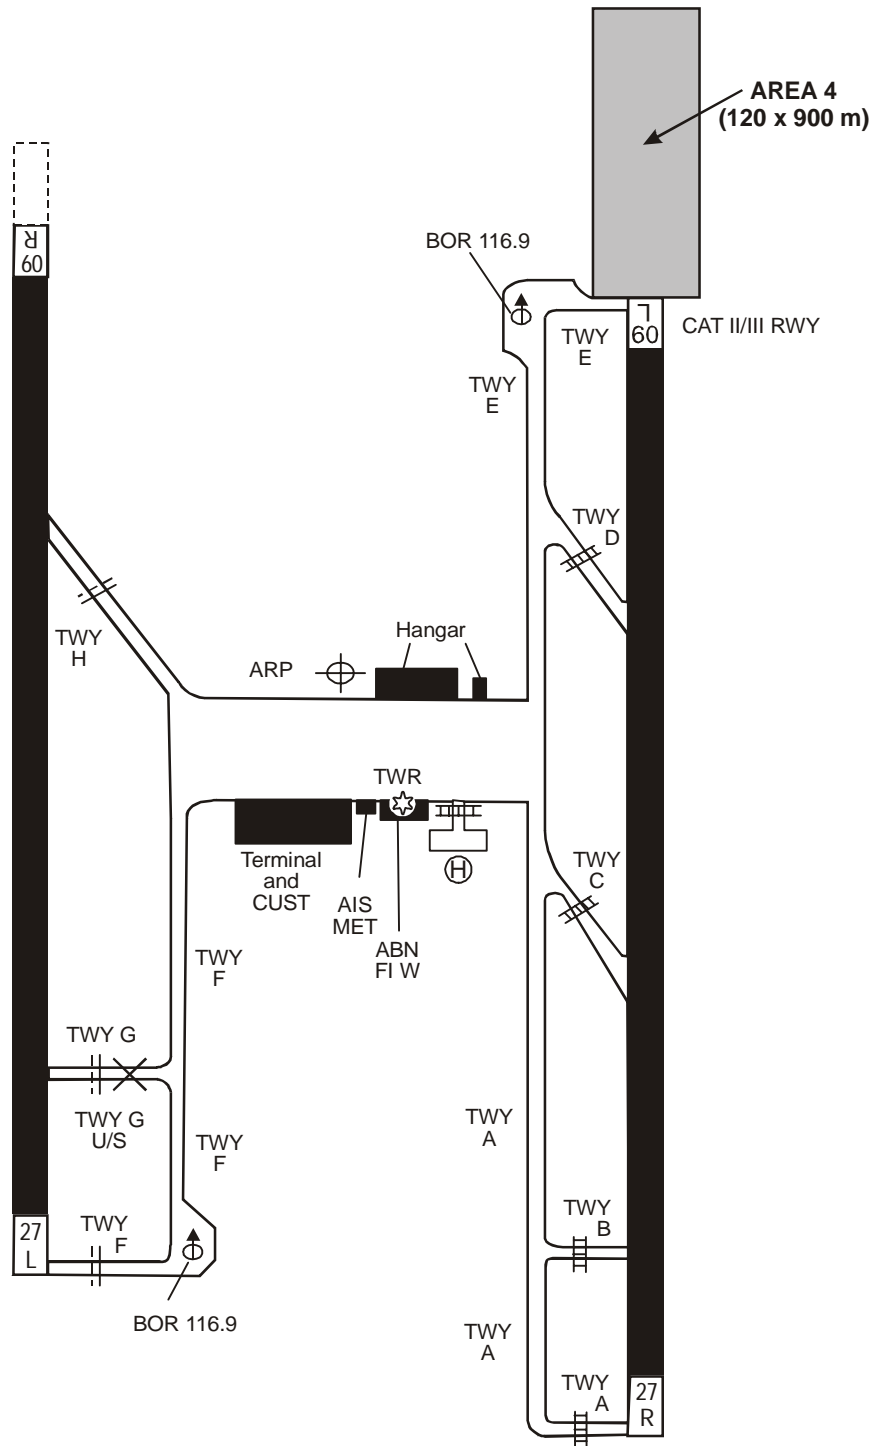 AREA 4
(120 x 900 m)
BOR 116.9
R
09
L
09
CAT II/III RWY
TWY
E
TWY
E
TWY
D
Hangar
TWY
H
ARP
TWR
Terminal
and
CUST
H
TWY
C
AIS
MET
ABN
FI W
TWY
F
TWY G
TWY G
U/S
TWY
F
TWY
A
27
L
TWY
F
TWY
B
BOR 116.9
TWY
A
TWY
A
27
R